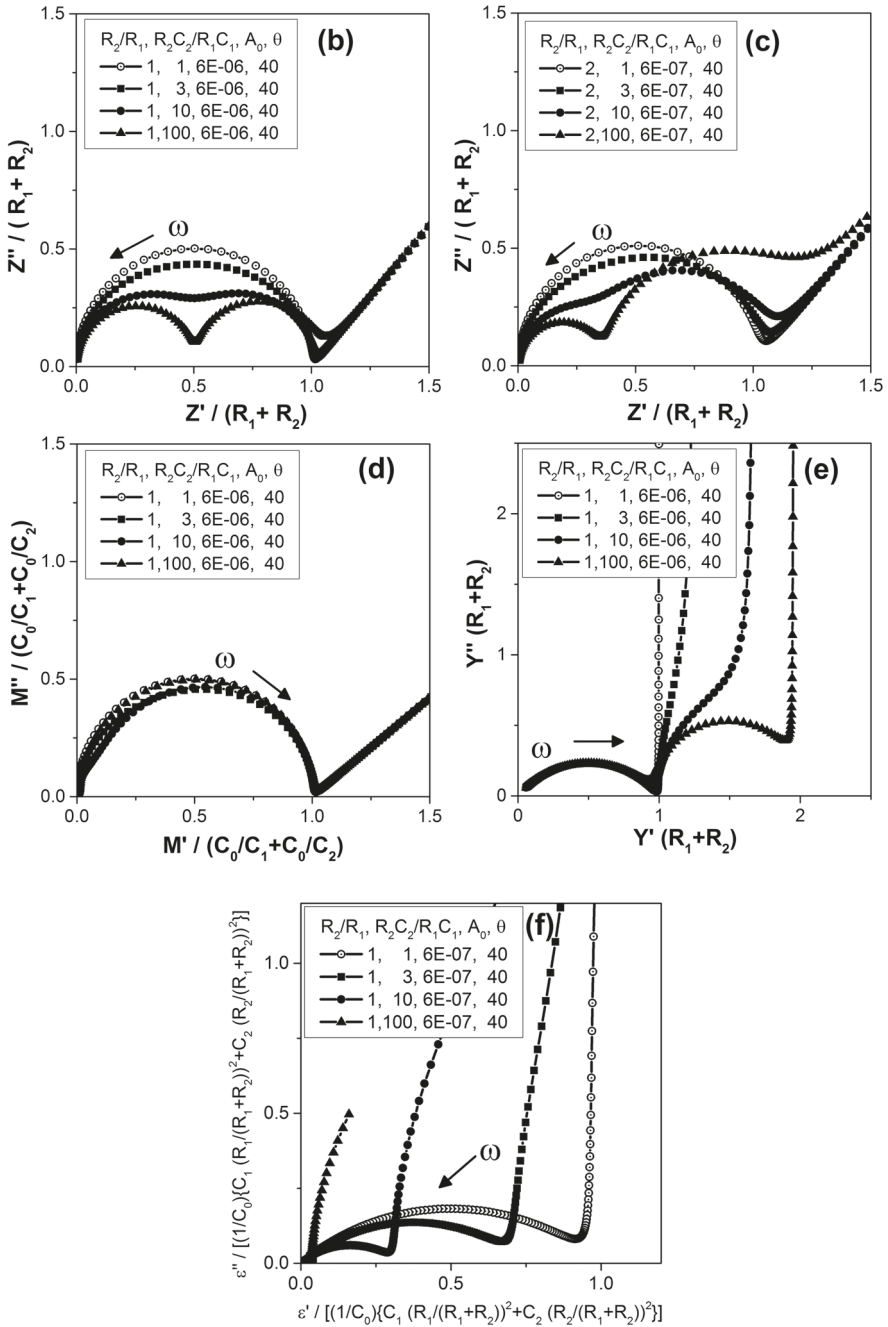 (b)
R₂/R₁, R₂C₂/R₁C₁, A₀, θ
1, 1, 6E-06, 40
1, 3, 6E-06, 40
1, 10, 6E-06, 40
1,100, 6E-06, 40
ω
Z'' / ( R₁+ R₂)
1.5
1.0
0.5
0.0
0.0 0.5 1.0 1.5
Z' / (R₁+ R₂)
(c)
R₂/R₁, R₂C₂/R₁C₁, A₀, θ
2, 1, 6E-07, 40
2, 3, 6E-07, 40
2, 10, 6E-07, 40
2,100, 6E-07, 40
ω
Z'' / ( R₁+ R₂)
1.5
1.0
0.5
0.0
0.0 0.5 1.0 1.5
Z' / (R₁+ R₂)
(d)
R₂/R₁, R₂C₂/R₁C₁, A₀, θ
1, 1, 6E-06, 40
1, 3, 6E-06, 40
1, 10, 6E-06, 40
1,100, 6E-06, 40
ω
M'' / (C₀/C₁+C₀/C₂)
1.5
1.0
0.5
0.0
0.0 0.5 1.0 1.5
M' / (C₀/C₁+C₀/C₂)
(e)
R₂/R₁, R₂C₂/R₁C₁, A₀, θ
1, 1, 6E-06, 40
1, 3, 6E-06, 40
1, 10, 6E-06, 40
1,100, 6E-06, 40
ω
Y'' (R₁+R₂)
2
1
0
0 1 2
Y' (R₁+R₂)
(f)
R₂/R₁, R₂C₂/R₁C₁, A₀, θ
1, 1, 6E-07, 40
1, 3, 6E-07, 40
1, 10, 6E-07, 40
1,100, 6E-07, 40
ω
ε'' / [(1/C₀){C₁ (R₁/(R₁+R₂))²+C₂ (R₂/(R₁+R₂))²}]
1.0
0.5
0.0
0.0 0.5 1.0
ε' / [(1/C₀){C₁ (R₁/(R₁+R₂))²+C₂ (R₂/(R₁+R₂))²}]